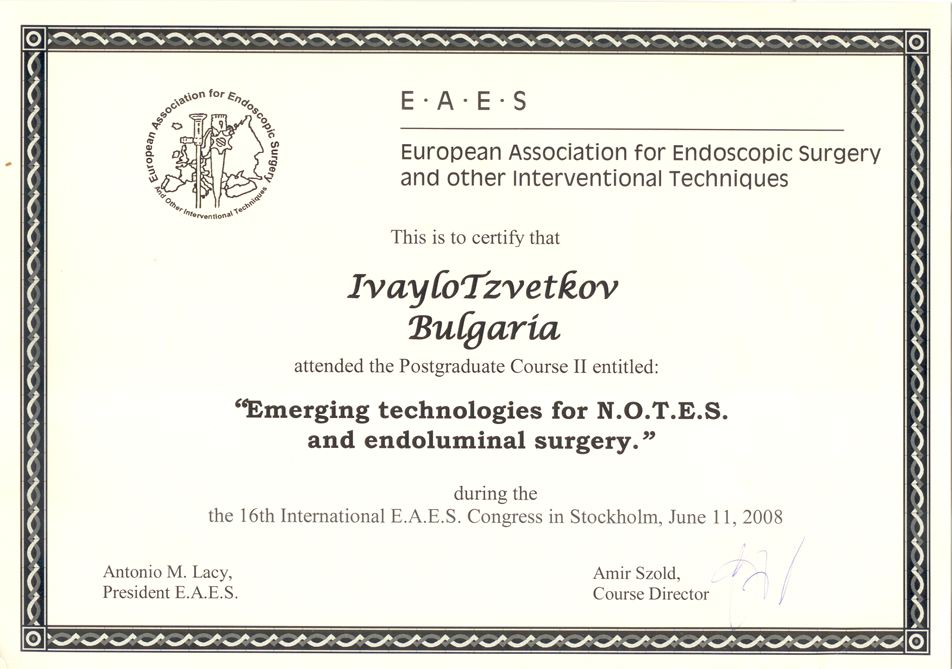 European Association for Endoscopic Surgery
And Other Interventional Techniques
E · A · E · S
European Association for Endoscopic Surgery
and other Interventional Techniques
This is to certify that
IvayloTzvetkov
Bulgaria
attended the Postgraduate Course II entitled:
“Emerging technologies for N.O.T.E.S.
and endoluminal surgery.”
during the
the 16th International E.A.E.S. Congress in Stockholm, June 11, 2008
Antonio M. Lacy,
President E.A.E.S.
Amir Szold,
Course Director